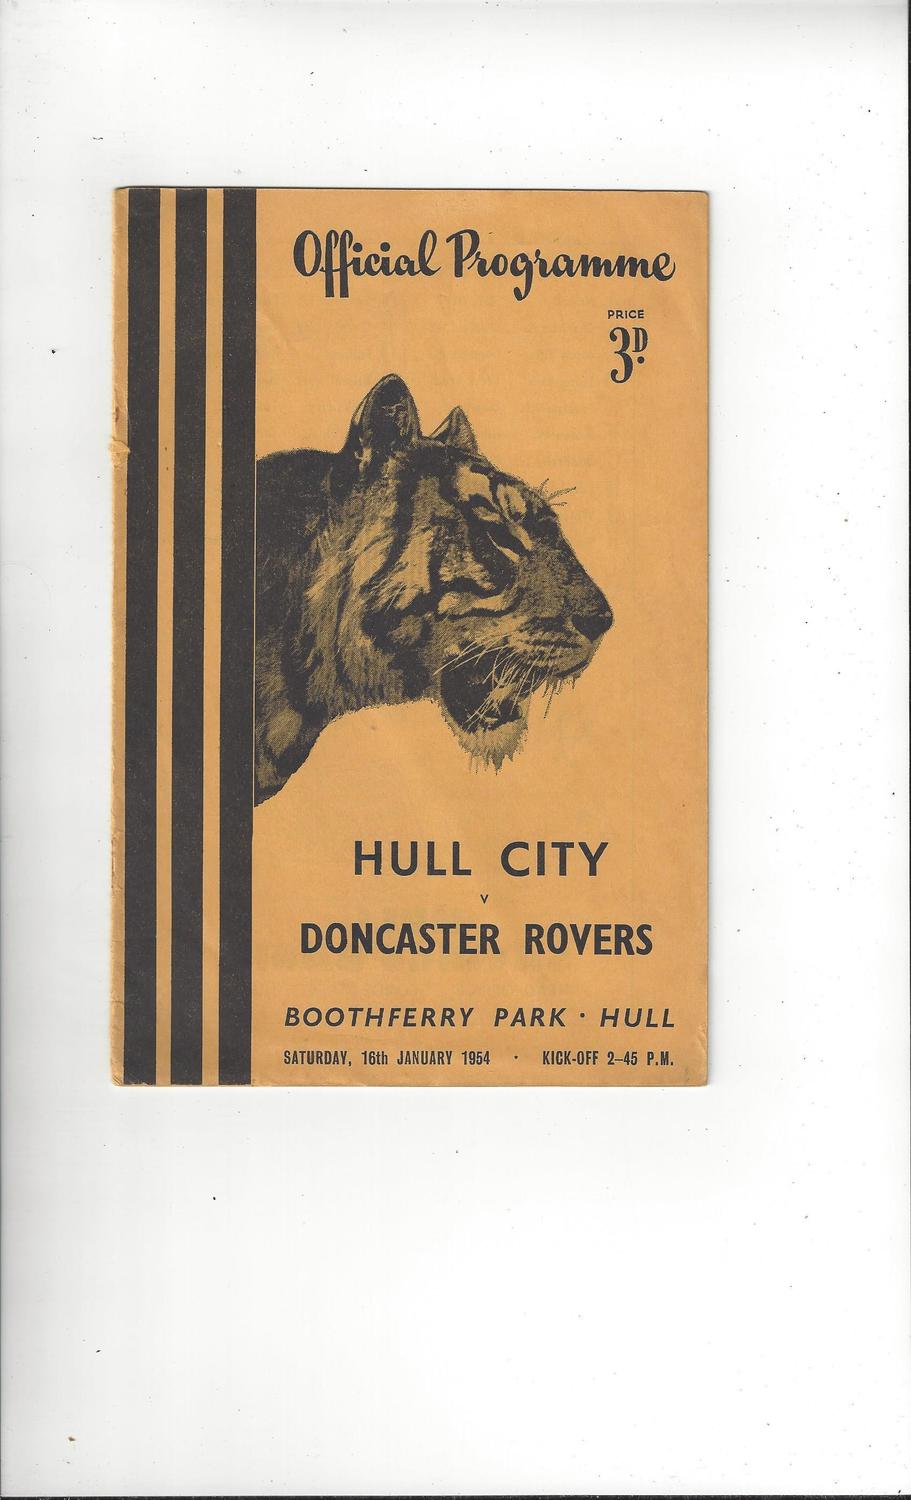 Official Programme
PRICE
3D.
HULL CITY
v
DONCASTER ROVERS
BOOTHFERRY PARK · HULL
SATURDAY, 16th JANUARY 1954 · KICK-OFF 2–45 P.M.